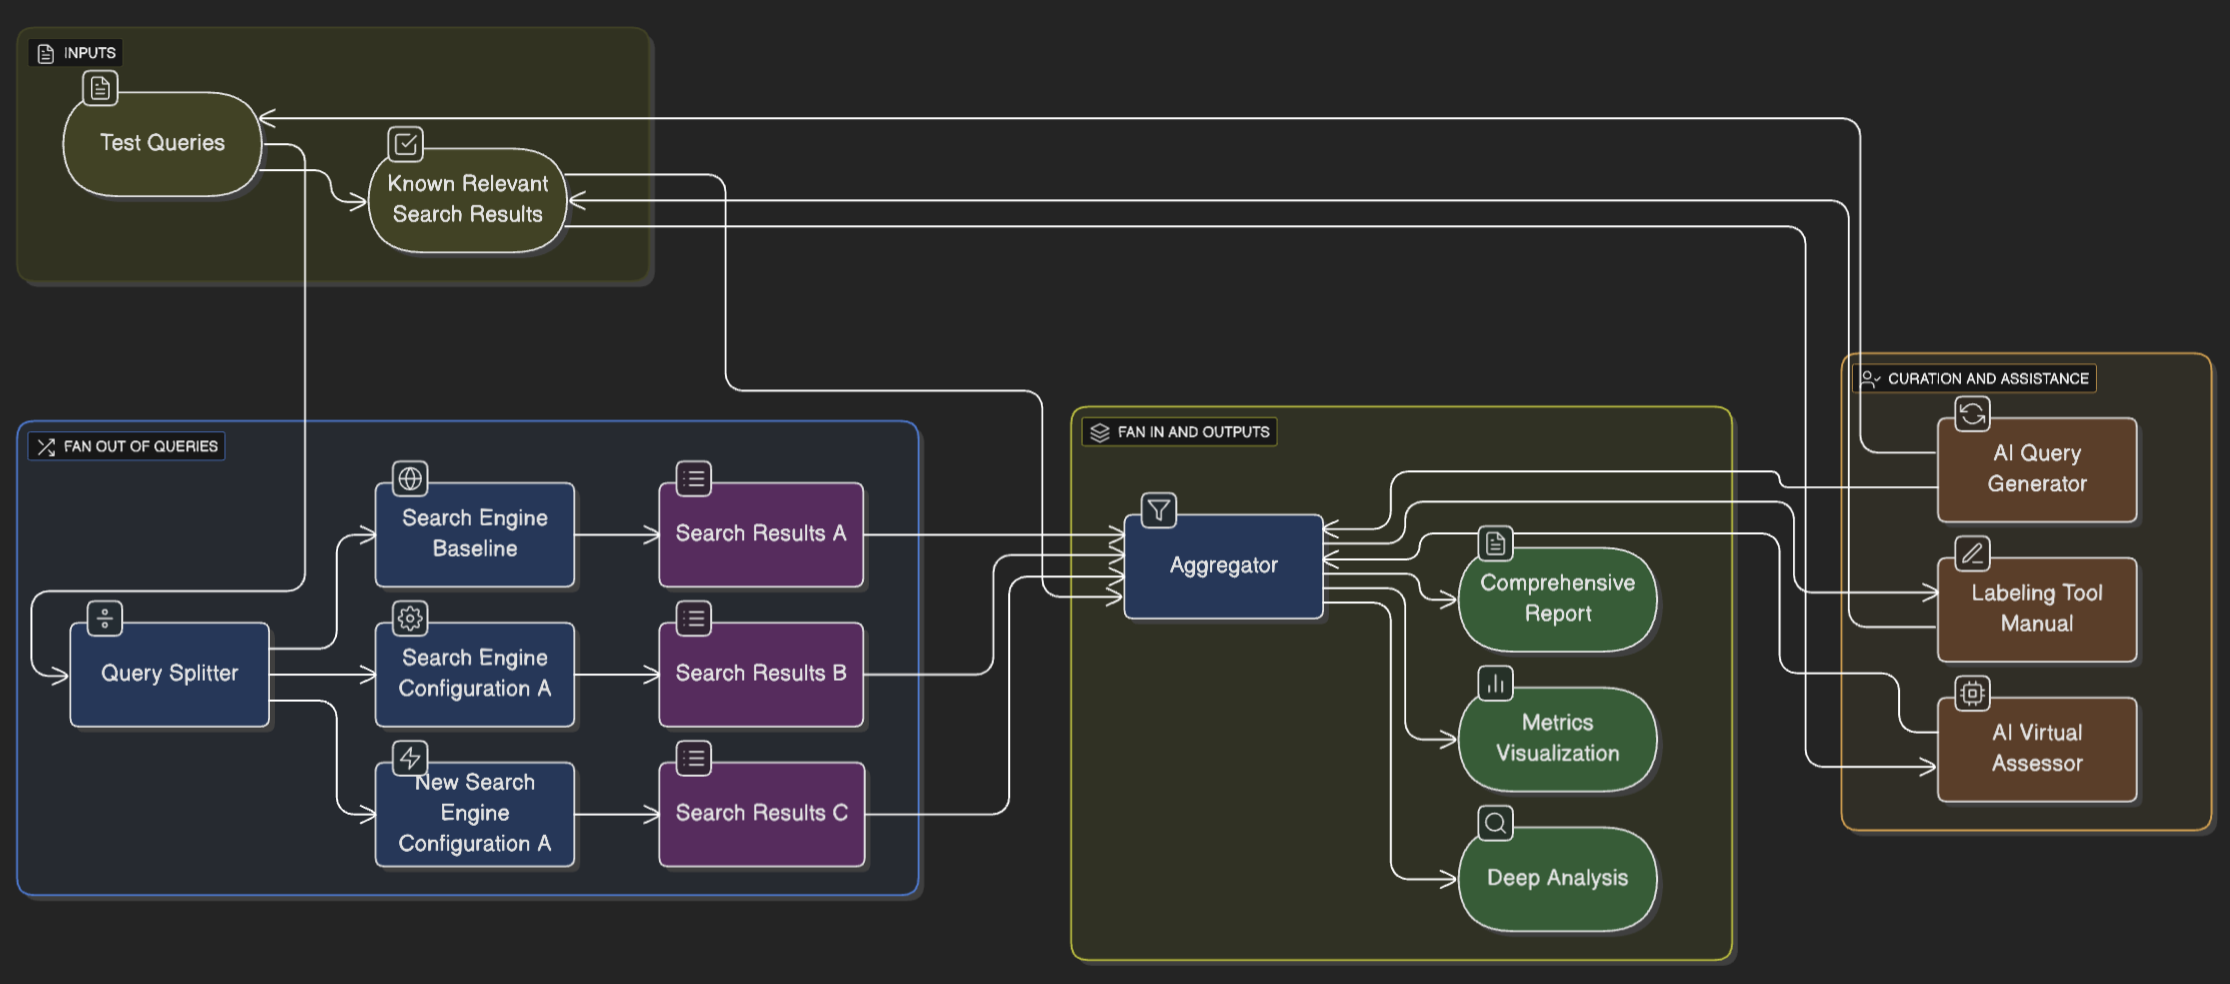 INPUTS
Test Queries
Known Relevant
Search Results
FAN OUT OF QUERIES
Query Splitter
Search Engine
Baseline
Search Engine
Configuration A
New Search
Engine
Configuration A
Search Results A
Search Results B
Search Results C
FAN IN AND OUTPUTS
Aggregator
Comprehensive
Report
Metrics
Visualization
Deep Analysis
CURATION AND ASSISTANCE
AI Query
Generator
Labeling Tool
Manual
AI Virtual
Assessor